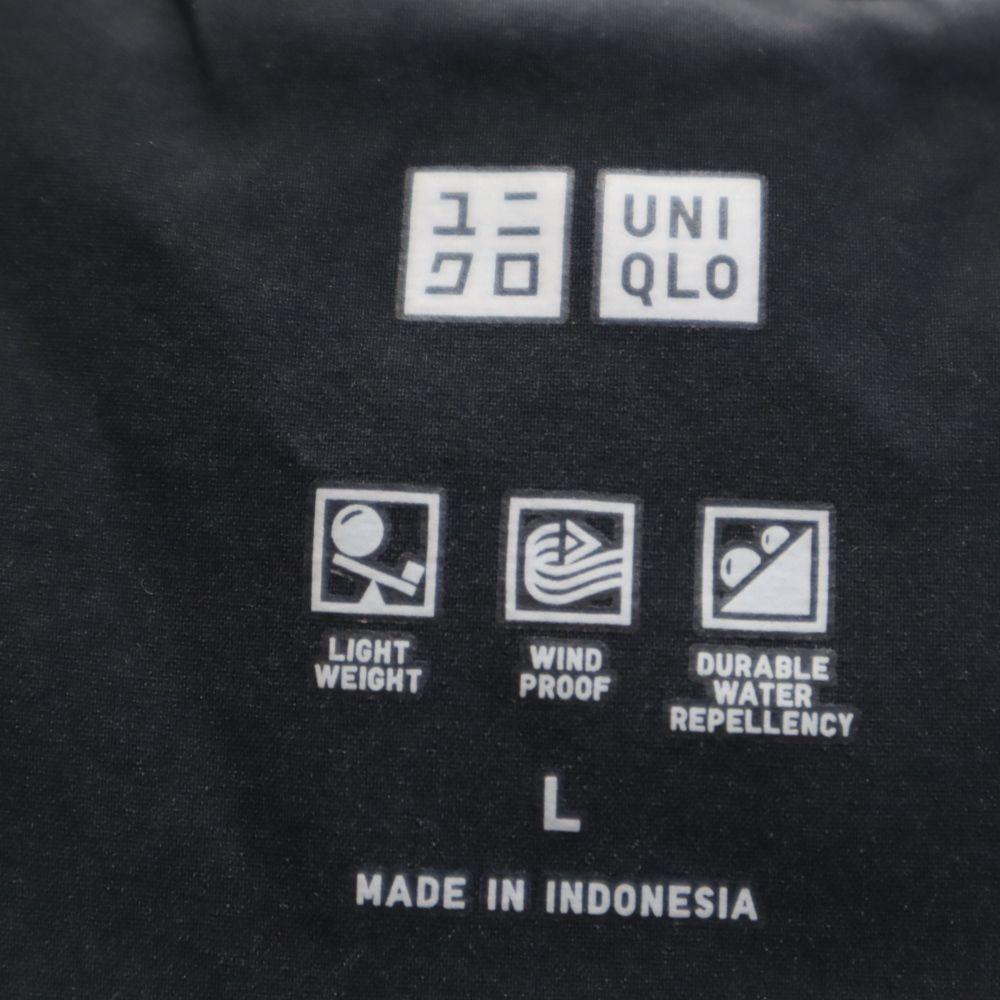 ユニ
クロ
UNI
QLO
LIGHT
WEIGHT
WIND
PROOF
DURABLE
WATER
REPELLENCY
L
MADE IN INDONESIA